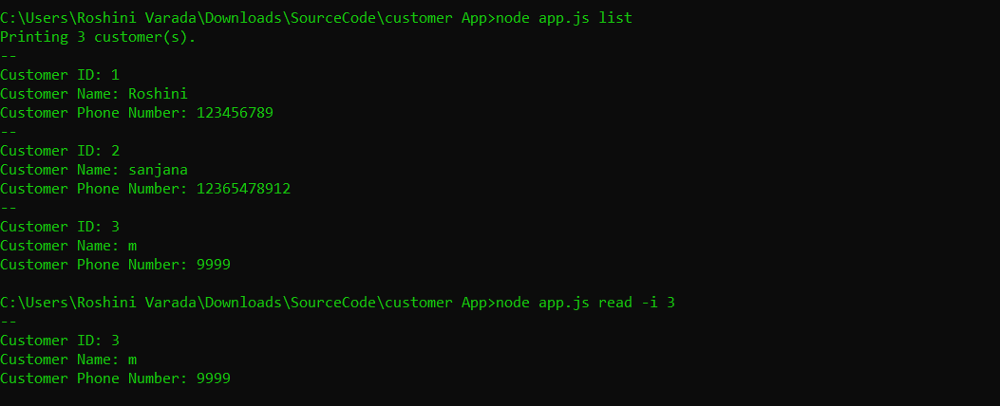 C:\Users\Roshini Varada\Downloads\SourceCode\customer App>node app.js list
Printing 3 customer(s).
--
Customer ID: 1
Customer Name: Roshini
Customer Phone Number: 123456789
--
Customer ID: 2
Customer Name: sanjana
Customer Phone Number: 12365478912
--
Customer ID: 3
Customer Name: m
Customer Phone Number: 9999
C:\Users\Roshini Varada\Downloads\SourceCode\customer App>node app.js read -i 3
--
Customer ID: 3
Customer Name: m
Customer Phone Number: 9999